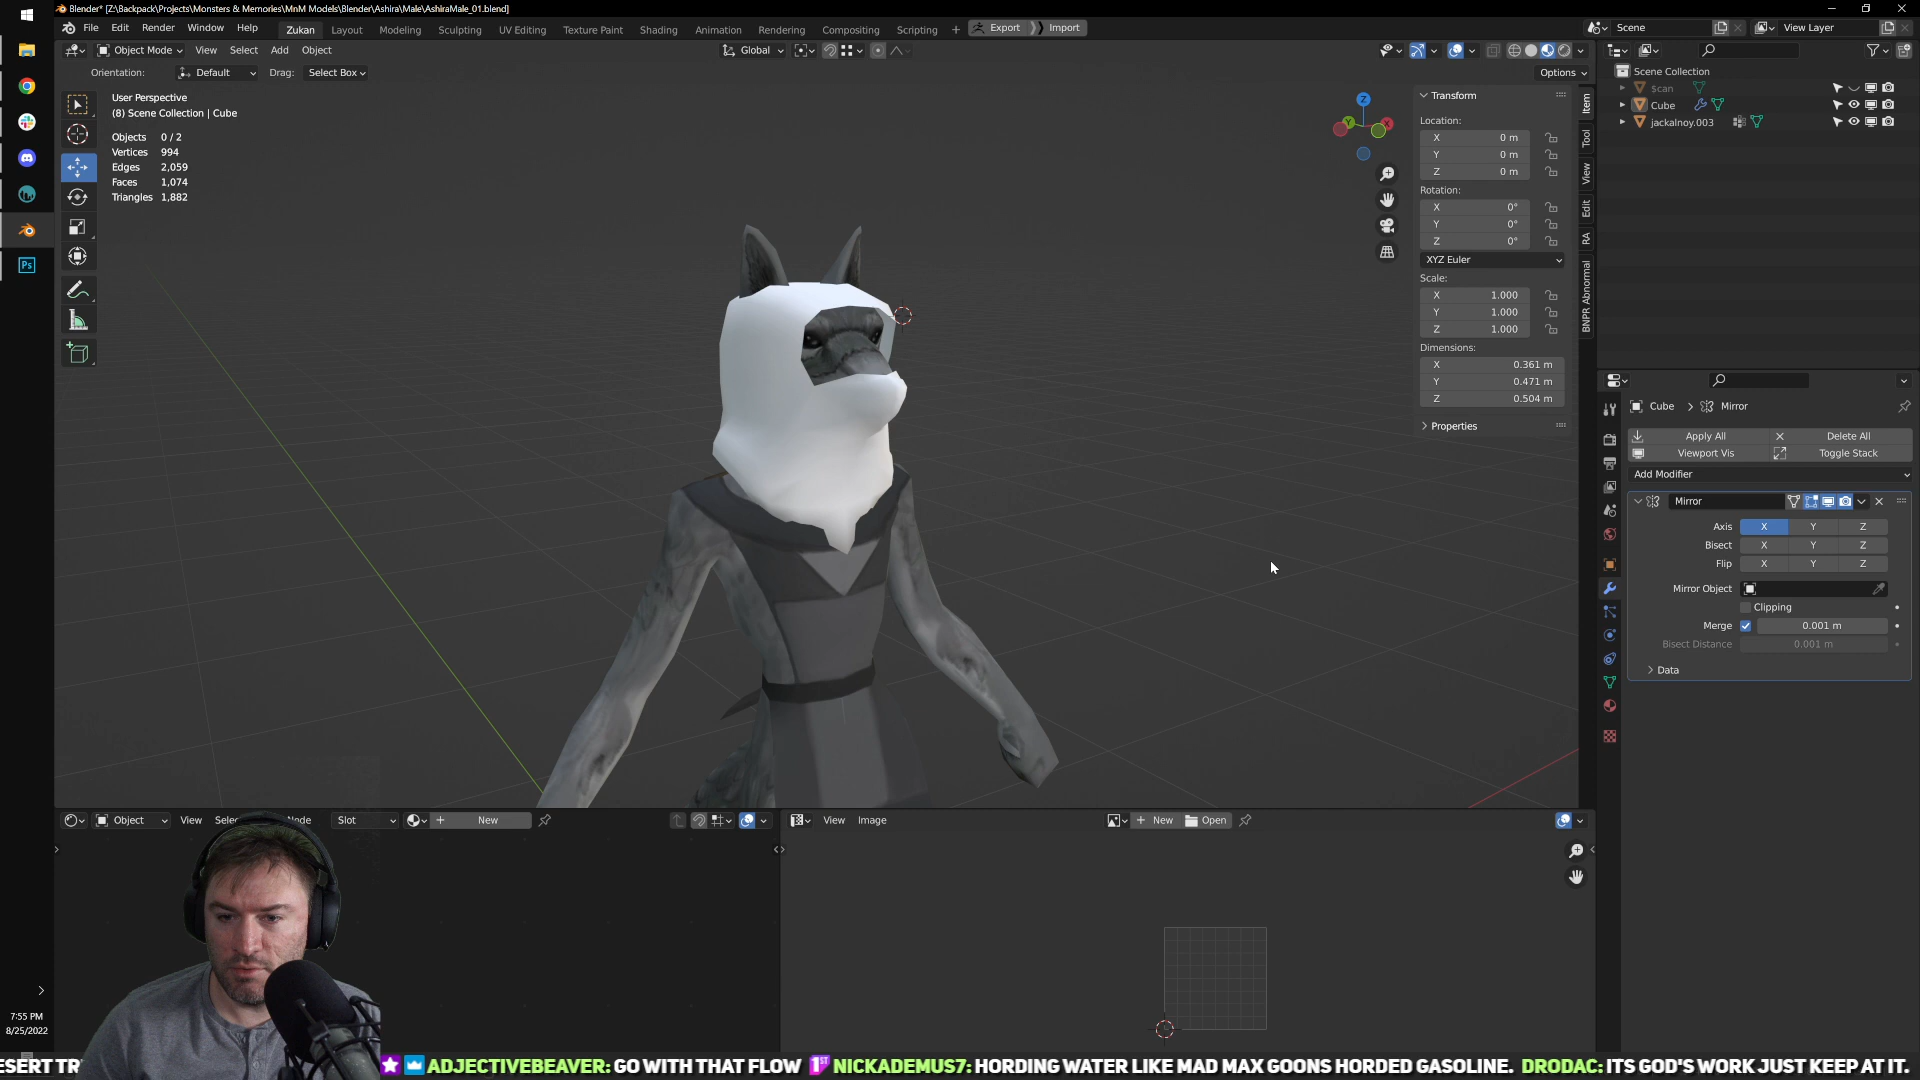 Blender* [Z:\Backpack\Projects\Monsters & Memories\MnM Models\Blender\Ashira\Male\AshiraMale_01.blend]
File Edit Render Window Help Zukan Layout Modeling Sculpting UV Editing Texture Paint Shading Animation Rendering Compositing Scripting + Export Import Scene View Layer
Object Mode View Select Add Object Global
Orientation: Default Drag: Select Box Options
User Perspective
(8) Scene Collection | Cube
Objects 0 / 2
Vertices 994
Edges 2,059
Faces 1,074
Triangles 1,882
Z
Y
X
Transform
Location:
X 0 m
Y 0 m
Z 0 m
Rotation:
X 0°
Y 0°
Z 0°
XYZ Euler
Scale:
X 1.000
Y 1.000
Z 1.000
Dimensions:
X 0.361 m
Y 0.471 m
Z 0.504 m
Properties
Item
Tool
View
Edit
RA
BNPR Abnormal
Scene Collection
$can
Cube
jackalnoy.003
Cube > Mirror
Apply All Delete All
Viewport Vis Toggle Stack
Add Modifier
Mirror
Axis X Y Z
Bisect X Y Z
Flip X Y Z
Mirror Object
Clipping
Merge 0.001 m
Bisect Distance 0.001 m
Data
Ps
Object View Selec Node Slot New
View Image New Open
7:55 PM
8/25/2022
ESERT TR ADJECTIVEBEAVER: GO WITH THAT FLOW 1ST NICKADEMUS7: HORDING WATER LIKE MAD MAX GOONS HORDED GASOLINE. DRODAC: ITS GOD'S WORK JUST KEEP AT IT.